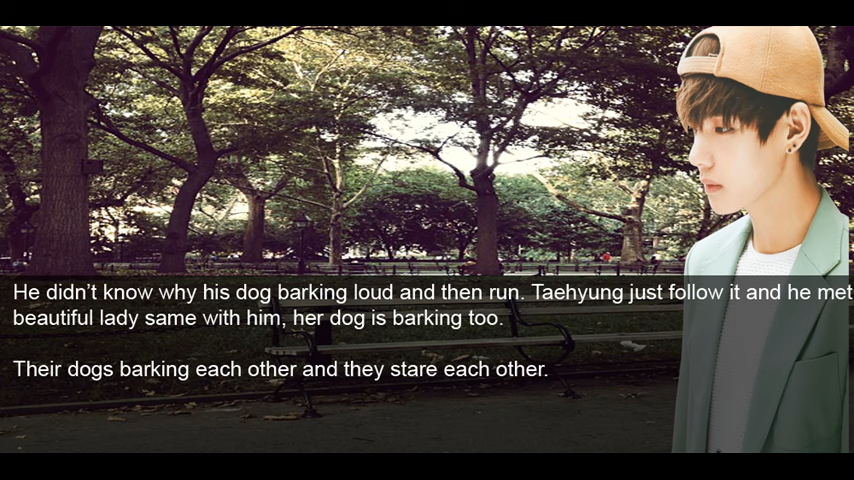 He didn’t know why his dog barking loud and then run. Taehyung just follow it and he met
beautiful lady same with him, her dog is barking too.
Their dogs barking each other and they stare each other.